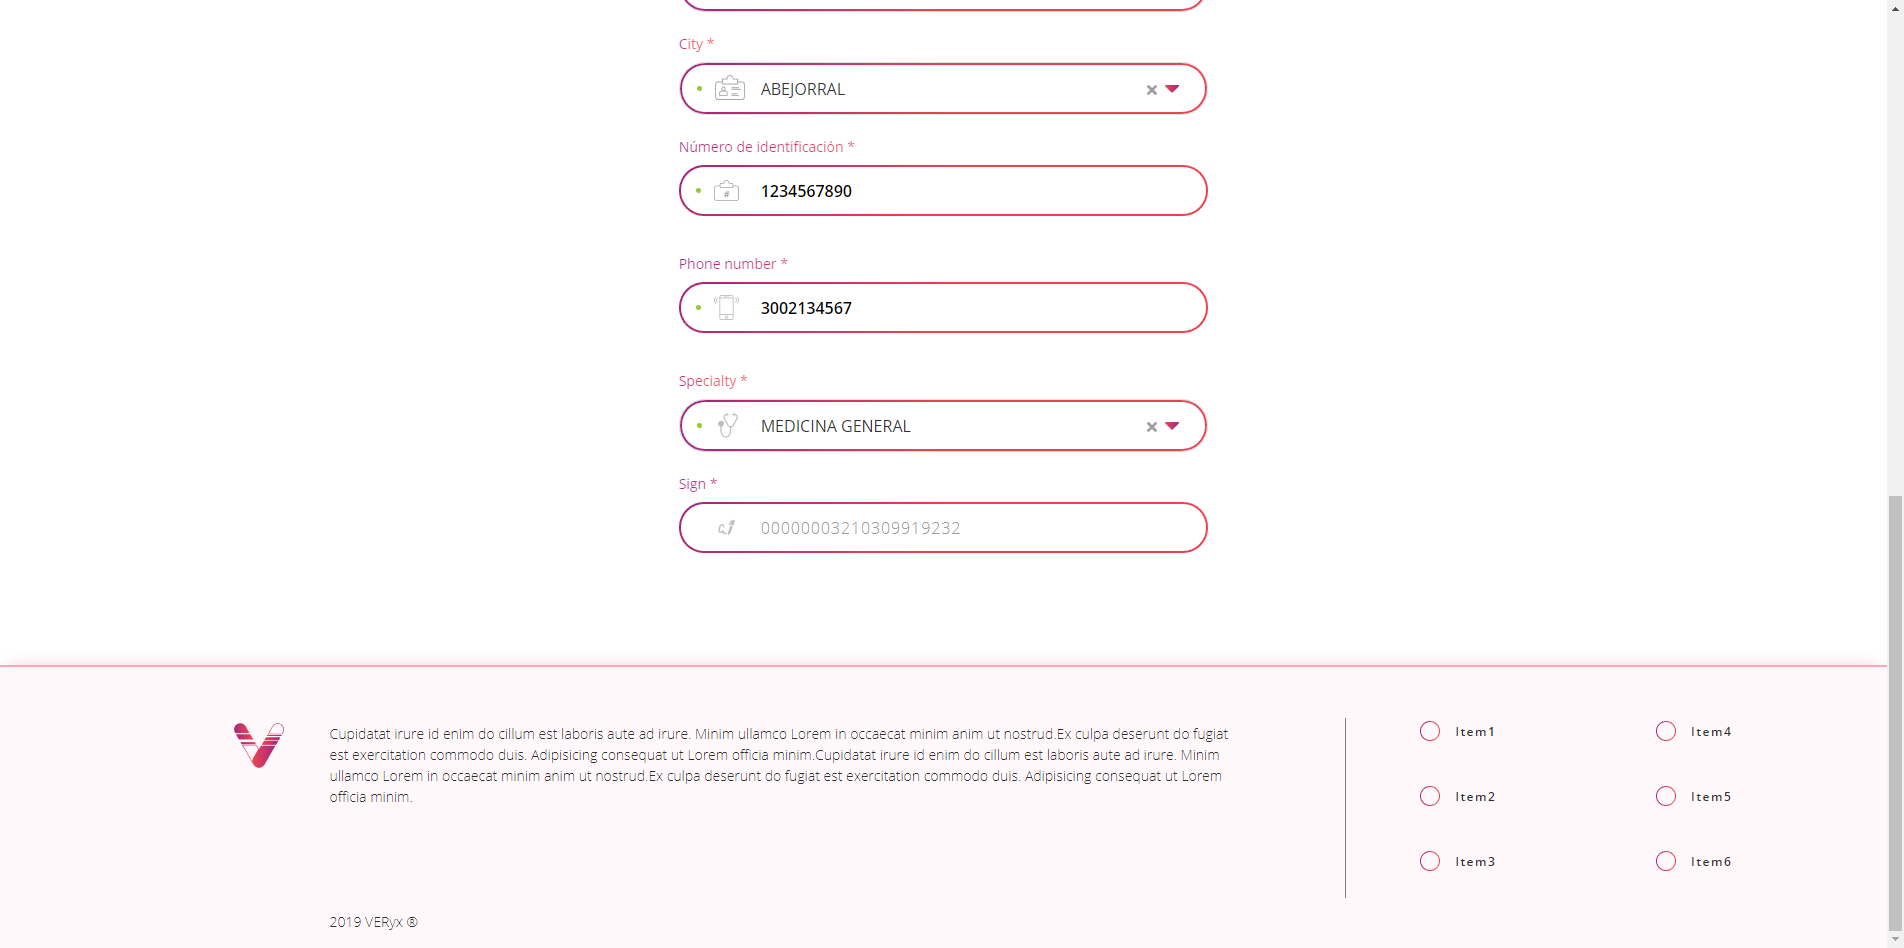 City *
ABEJORRAL
Número de identificación *
#
1234567890
Phone number *
3002134567
Specialty *
MEDICINA GENERAL
Sign *
00000003210309919232
Cupidatat irure id enim do cillum est laboris aute ad irure. Minim ullamco Lorem in occaecat minim anim ut nostrud.Ex culpa deserunt do fugiat
est exercitation commodo duis. Adipisicing consequat ut Lorem officia minim.Cupidatat irure id enim do cillum est laboris aute ad irure. Minim
ullamco Lorem in occaecat minim anim ut nostrud.Ex culpa deserunt do fugiat est exercitation commodo duis. Adipisicing consequat ut Lorem
officia minim.
2019 VERyx ®
Item1
Item4
Item2
Item5
Item3
Item6